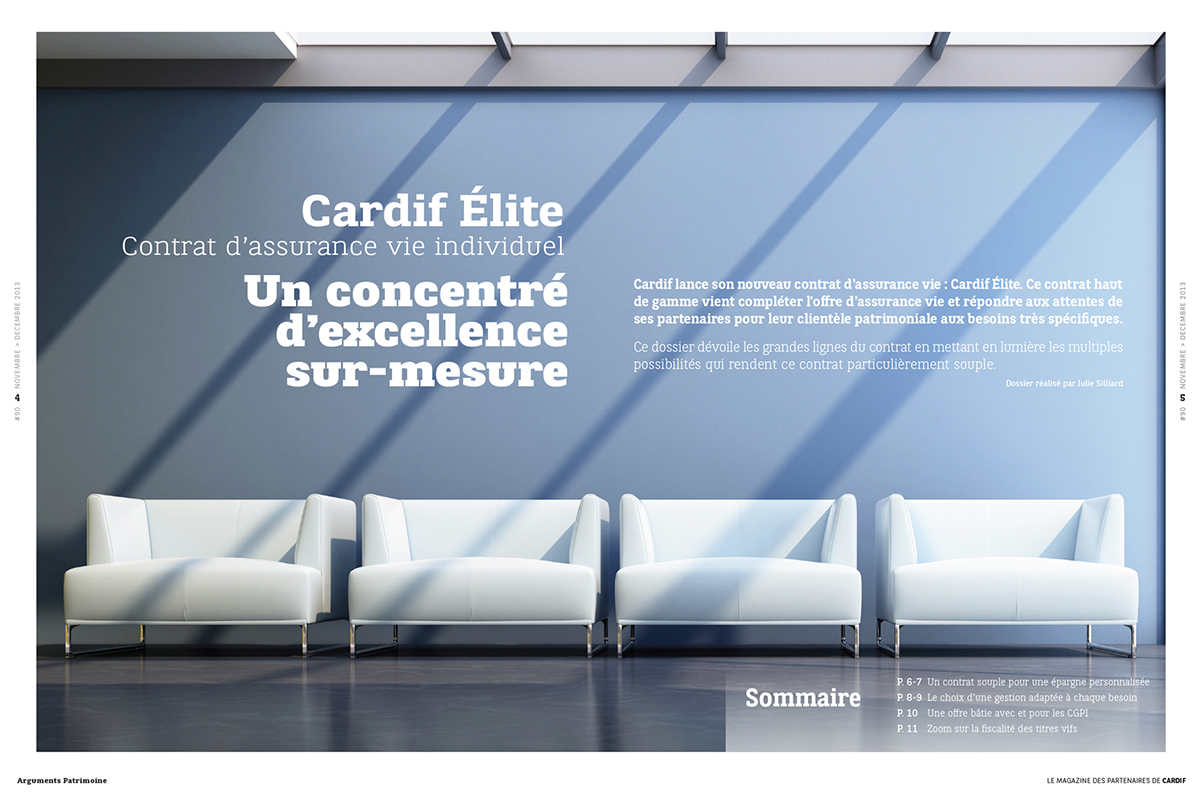 Cardif Élite
Contrat d'assurance vie individuel
Un concentré
d'excellence
sur-mesure
Cardif lance son nouveau contrat d'assurance vie : Cardif Élite. Ce contrat haut
de gamme vient compléter l'offre d'assurance vie et répondre aux attentes de
ses partenaires pour leur clientèle patrimoniale aux besoins très spécifiques.
Ce dossier dévoile les grandes lignes du contrat en mettant en lumière les multiples
possibilités qui rendent ce contrat particulièrement souple.
Dossier réalisé par Julie Silliard
#90 4 NOVEMBRE > DECEMBRE 2013
#90 5 NOVEMBRE > DECEMBRE 2013
Sommaire
P. 6-7 Un contrat souple pour une épargne personnalisée
P. 8-9 Le choix d'une gestion adaptée à chaque besoin
P. 10 Une offre bâtie avec et pour les CGPI
P. 11 Zoom sur la fiscalité des titres vifs
Arguments Patrimoine
LE MAGAZINE DES PARTENAIRES DE CARDIF